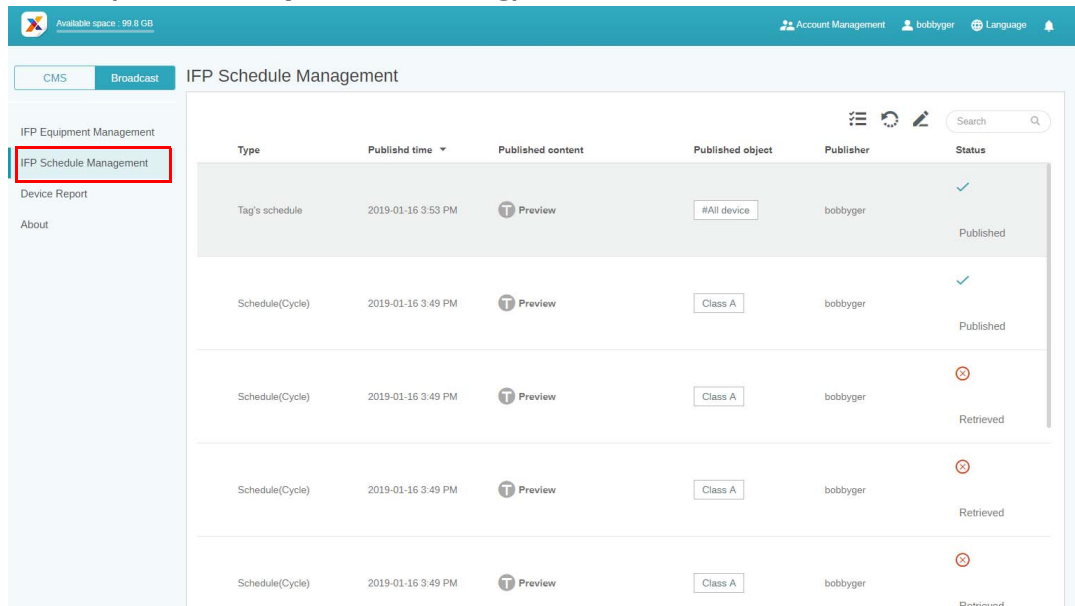 Available space : 99.8 GB
Account Management bobbyger Language
CMS Broadcast
IFP Schedule Management
IFP Equipment Management
IFP Schedule Management
Device Report
About
Search
Type Publishd time Published content Published object Publisher Status
Tag's schedule 2019-01-16 3:53 PM T Preview #All device bobbyger Published
Schedule(Cycle) 2019-01-16 3:49 PM T Preview Class A bobbyger Published
Schedule(Cycle) 2019-01-16 3:49 PM T Preview Class A bobbyger Retrieved
Schedule(Cycle) 2019-01-16 3:49 PM T Preview Class A bobbyger Retrieved
Schedule(Cycle) 2019-01-16 3:49 PM T Preview Class A bobbyger Retrieved